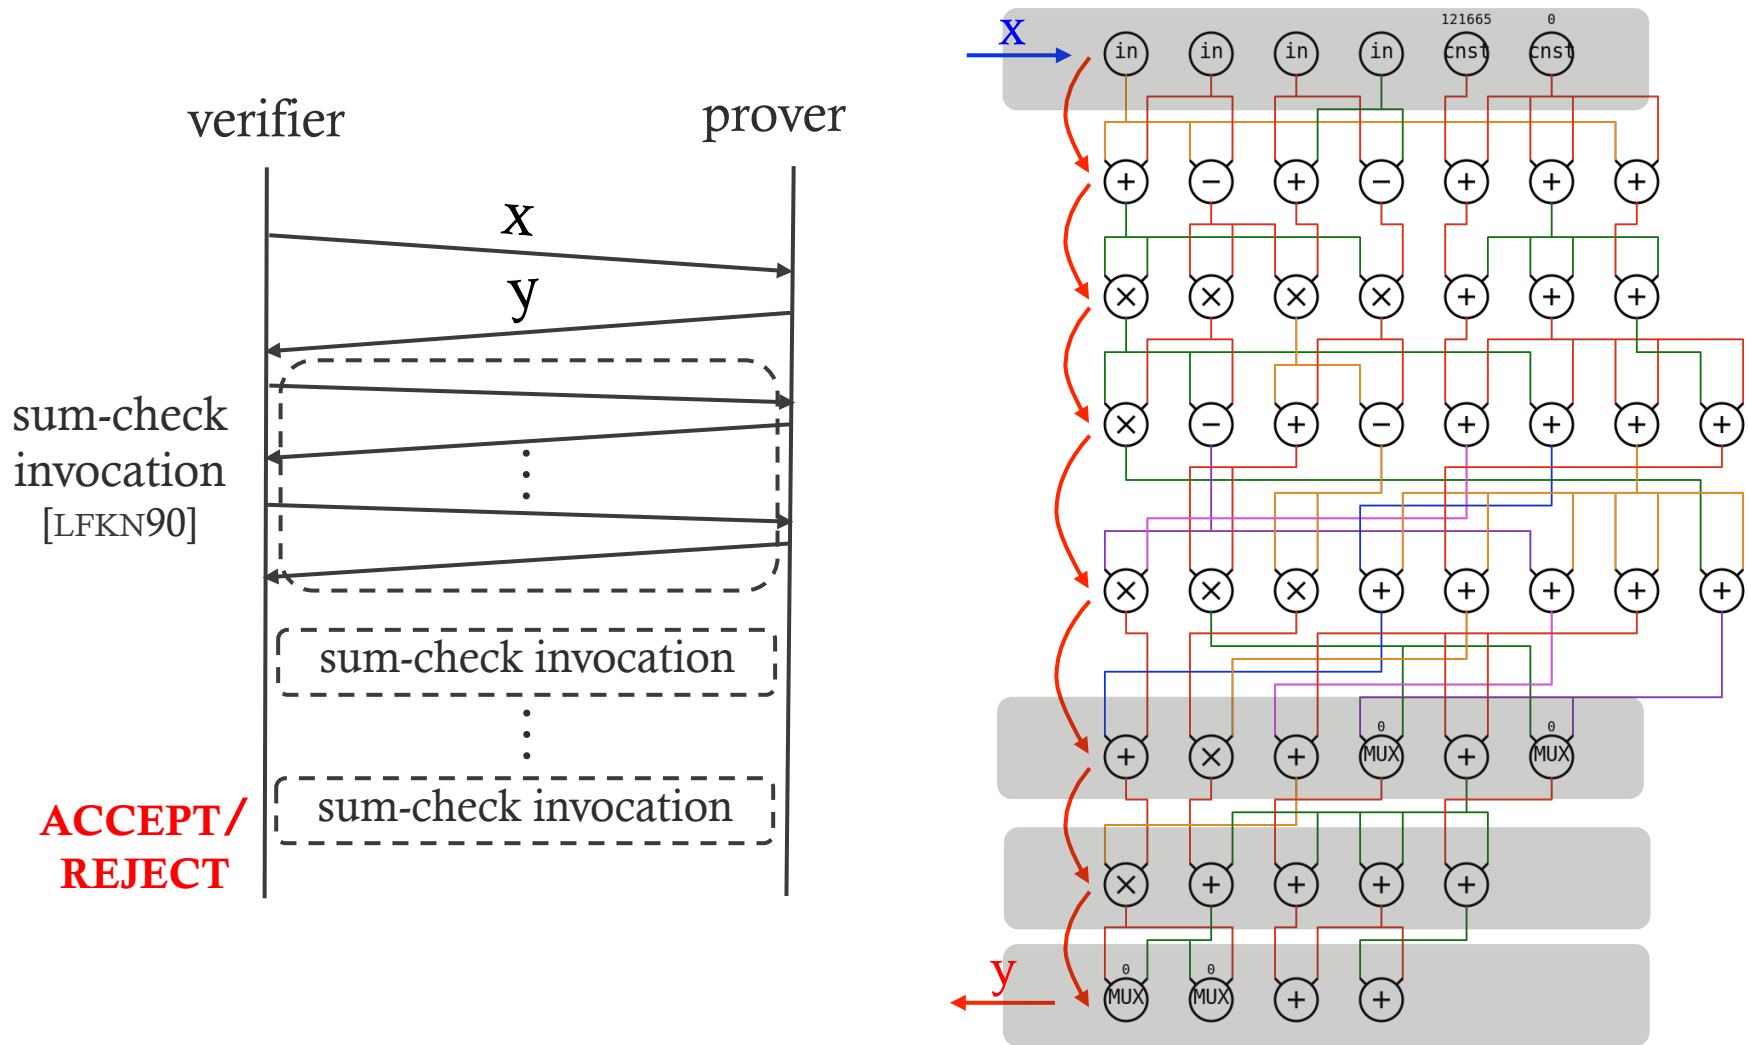 verifier
prover
x
y
sum-check
invocation
[LFKN90]
sum-check invocation
sum-check invocation
ACCEPT/
REJECT
x
121665 0
in in in in cnst cnst
+ − + − + + +
× × × × + + +
× − + − + + + +
× × × + + + + +
0 0
+ × + MUX + MUX
× + + + +
0 0
MUX MUX + +
y